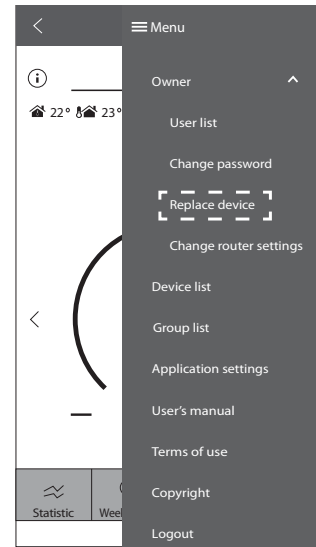 Menu
Owner
22° 23°
User list
Change password
Replace device
Change router settings
Device list
Group list
Application settings
User's manual
Terms of use
Copyright
Statistic Week
Logout